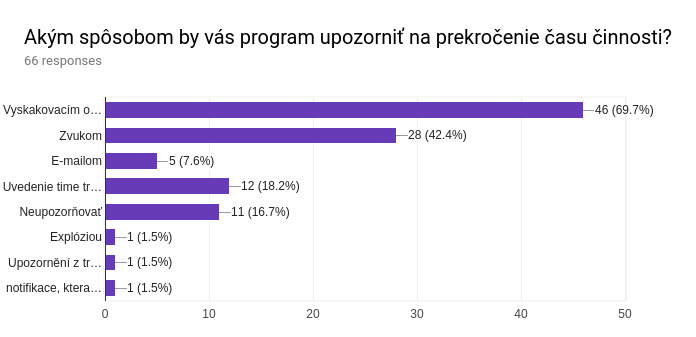 Akým spôsobom by vás program upozorniť na prekročenie času činnosti?
66 responses
Vyskakovacím o… 46 (69.7%)
Zvukom 28 (42.4%)
E-mailom 5 (7.6%)
Uvedenie time tr… 12 (18.2%)
Neupozorňovať 11 (16.7%)
Explóziou 1 (1.5%)
Upozornění z tr… 1 (1.5%)
notifikace, ktera… 1 (1.5%)
0 10 20 30 40 50